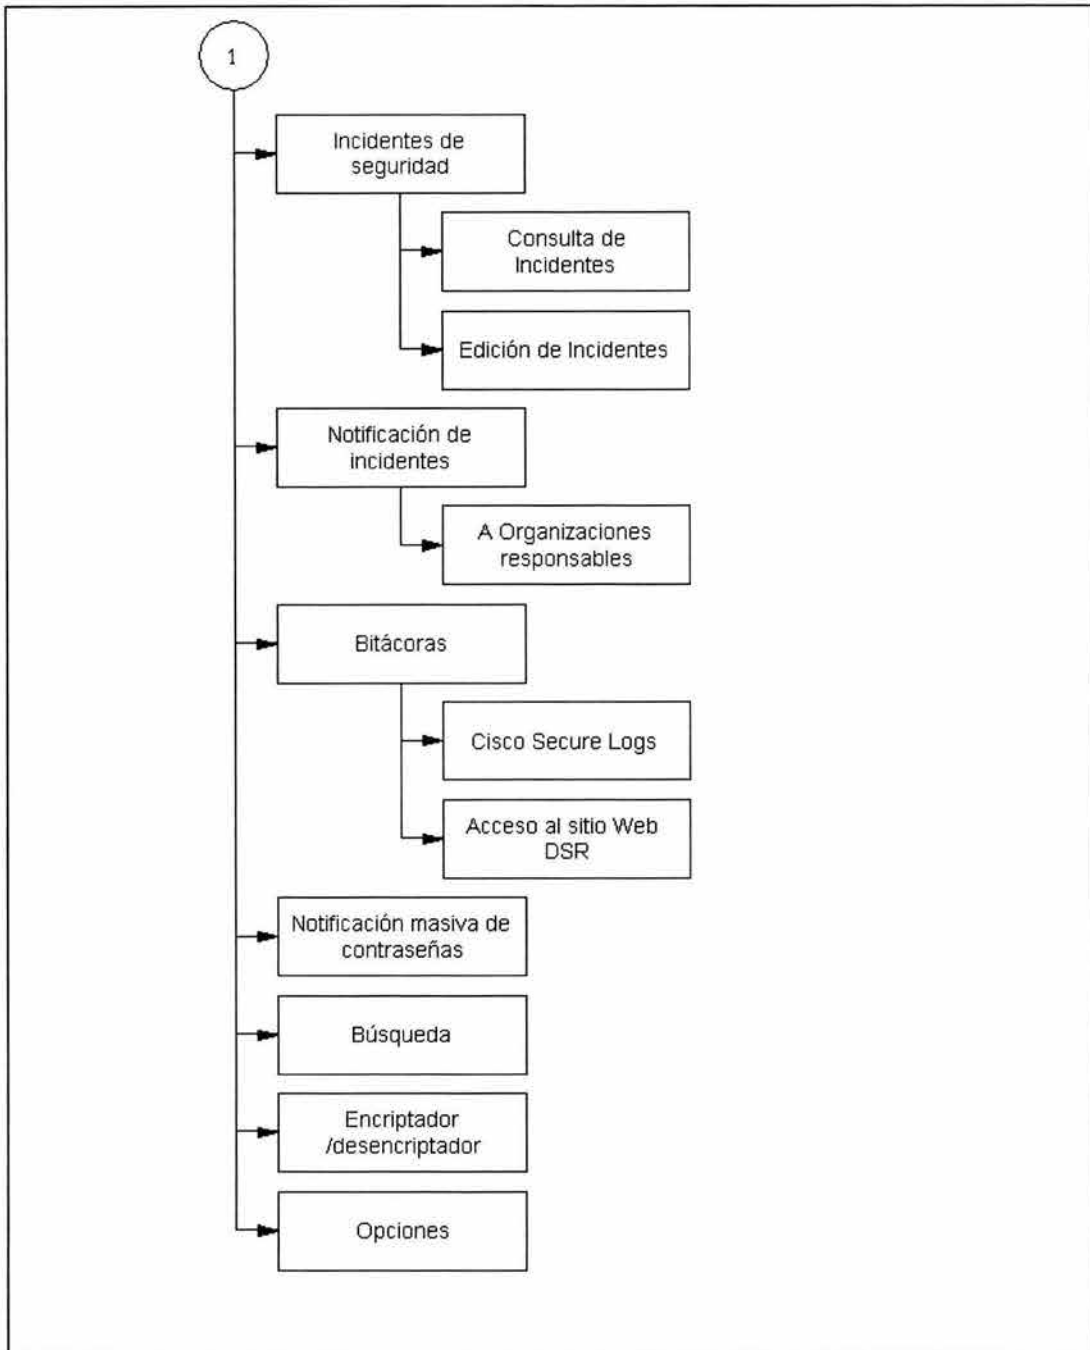 1
Incidentes de
seguridad
Consulta de
Incidentes
Edición de Incidentes
Notificación de
incidentes
A Organizaciones
responsables
Bitácoras
Cisco Secure Logs
Acceso al sitio Web
DSR
Notificación masiva de
contraseñas
Búsqueda
Encriptador
/desencriptador
Opciones